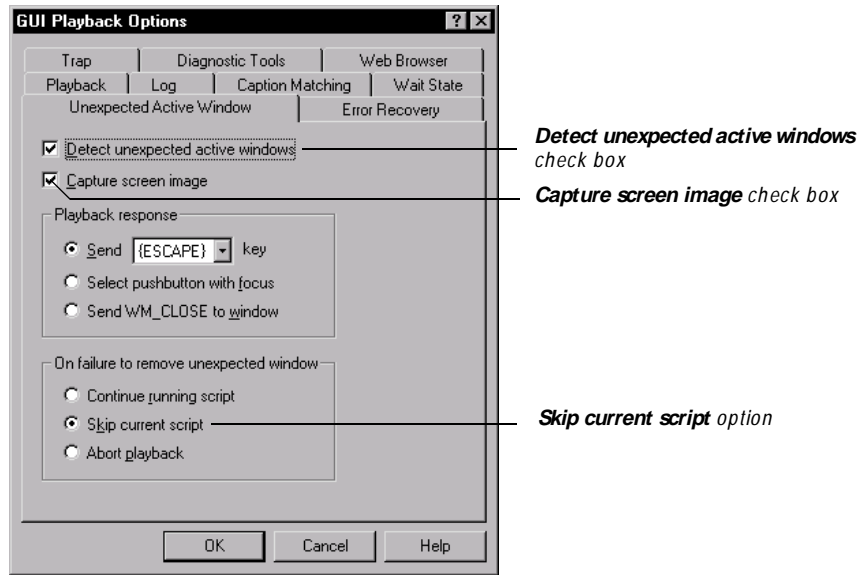 GUI Playback Options
Trap Diagnostic Tools Web Browser
Playback Log Caption Matching Wait State
Unexpected Active Window Error Recovery
Detect unexpected active windows
Capture screen image
Playback response
Send {ESCAPE} key
Select pushbutton with focus
Send WM_CLOSE to window
On failure to remove unexpected window
Continue running script
Skip current script
Abort playback
OK Cancel Help
Detect unexpected active windows
check box
Capture screen image check box
Skip current script option